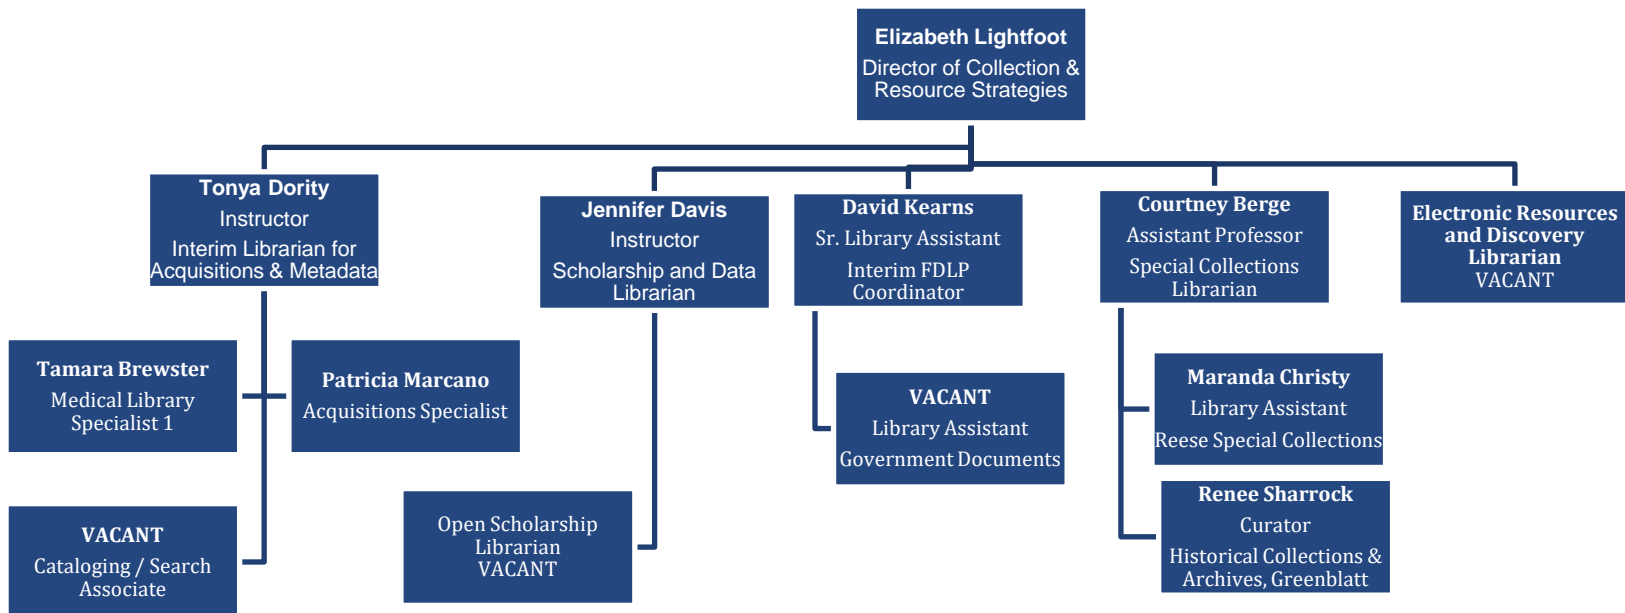 Elizabeth Lightfoot
Director of Collection &
Resource Strategies
Tonya Dority
Instructor
Interim Librarian for
Acquisitions & Metadata
Jennifer Davis
Instructor
Scholarship and Data
Librarian
David Kearns
Sr. Library Assistant
Interim FDLP
Coordinator
Courtney Berge
Assistant Professor
Special Collections
Librarian
Electronic Resources
and Discovery
Librarian
VACANT
Tamara Brewster
Medical Library
Specialist 1
Patricia Marcano
Acquisitions Specialist
VACANT
Cataloging / Search
Associate
Open Scholarship
Librarian
VACANT
VACANT
Library Assistant
Government Documents
Maranda Christy
Library Assistant
Reese Special Collections
Renee Sharrock
Curator
Historical Collections &
Archives, Greenblatt